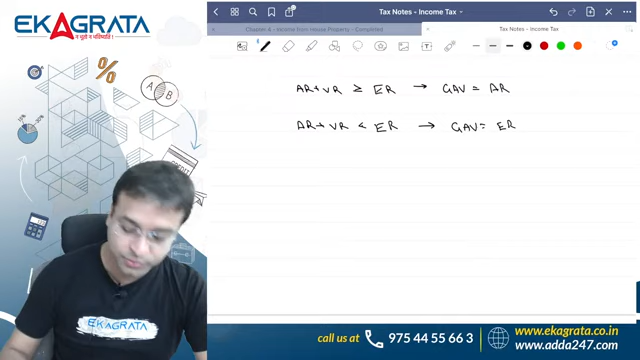 EKAGRATA
Tax Notes - Income Tax
Chapter 4 - Income from House Property - Completed
Tax Notes - Income Tax
%
A
B
AR + VR ≥ ER → GAV = AR
AR + VR < ER → GAV = ER
CREDIT
EKAGRATA
call us at 975 44 55 66 3
www.ekagrata.co.in
www.adda247.com